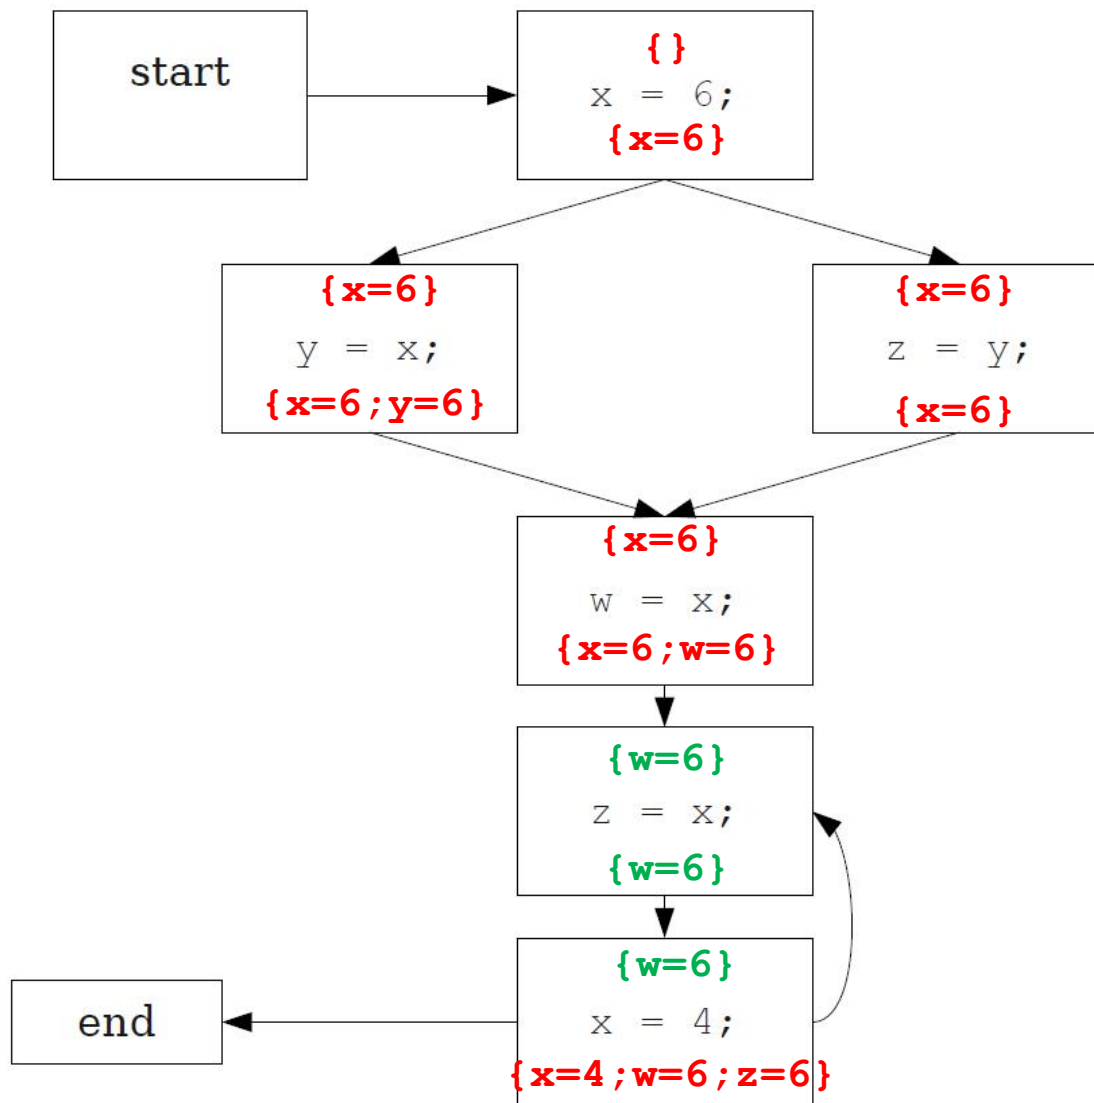 start
{}
x = 6;
{x=6}
{x=6}
y = x;
{x=6;y=6}
{x=6}
z = y;
{x=6}
{x=6}
w = x;
{x=6;w=6}
{w=6}
z = x;
{w=6}
{w=6}
x = 4;
{x=4;w=6;z=6}
end